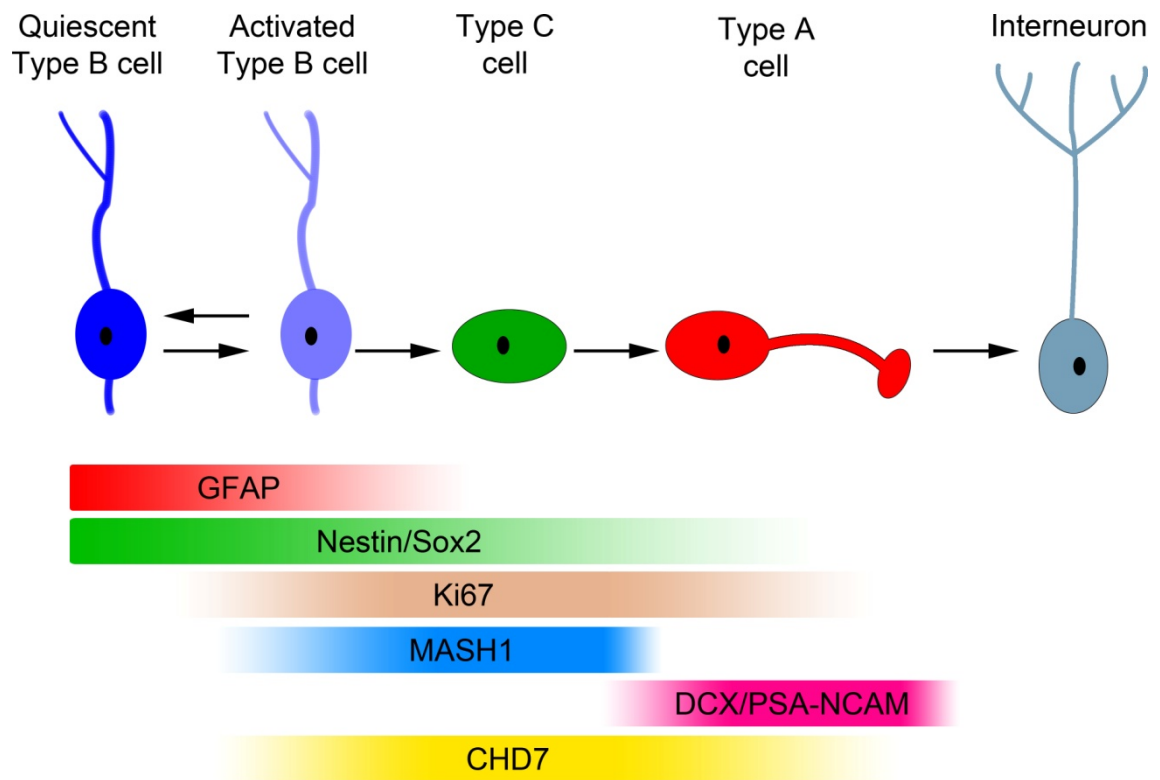 Quiescent
Type B cell
Activated
Type B cell
Type C
cell
Type A
cell
Interneuron
GFAP
Nestin/Sox2
Ki67
MASH1
DCX/PSA-NCAM
CHD7